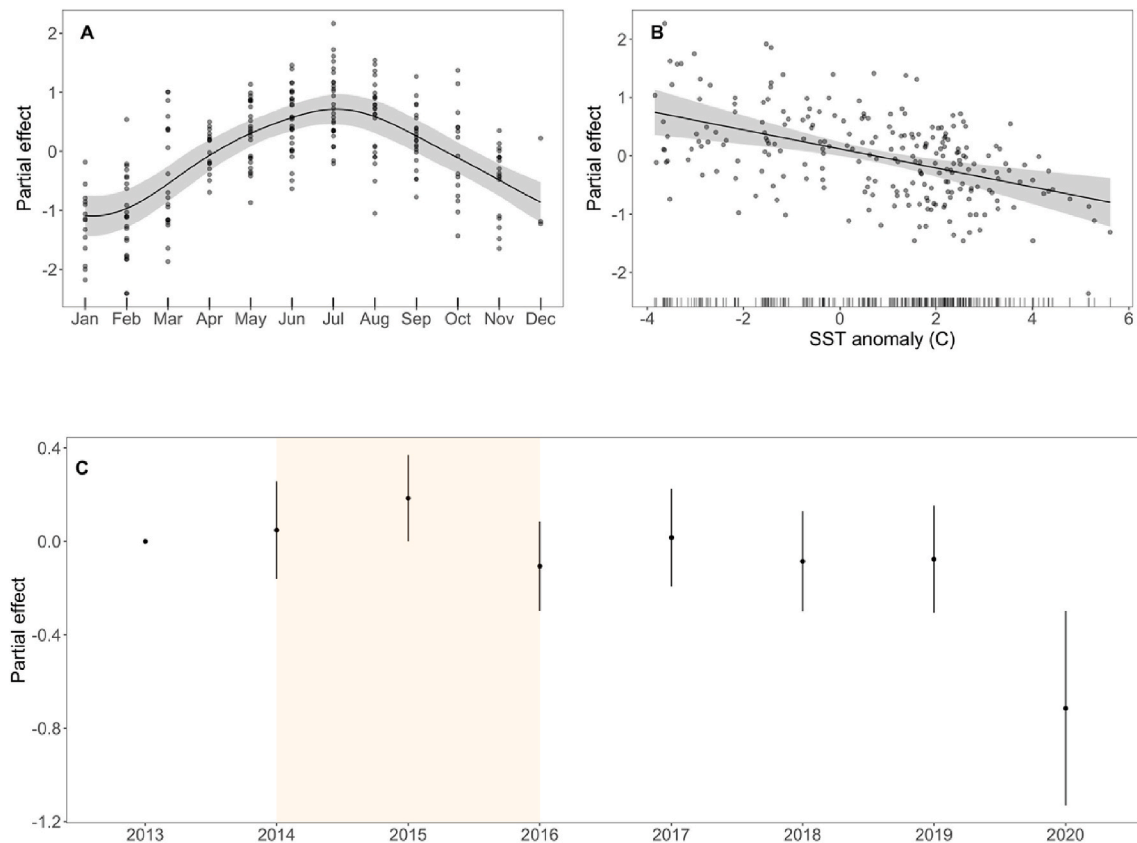 A
Partial effect
2
1
0
-1
-2
Jan Feb Mar Apr May Jun Jul Aug Sep Oct Nov Dec
B
Partial effect
2
1
0
-1
-2
-4 -2 0 2 4 6
SST anomaly (C)
C
Partial effect
0.4
0.0
-0.4
-0.8
-1.2
2013 2014 2015 2016 2017 2018 2019 2020